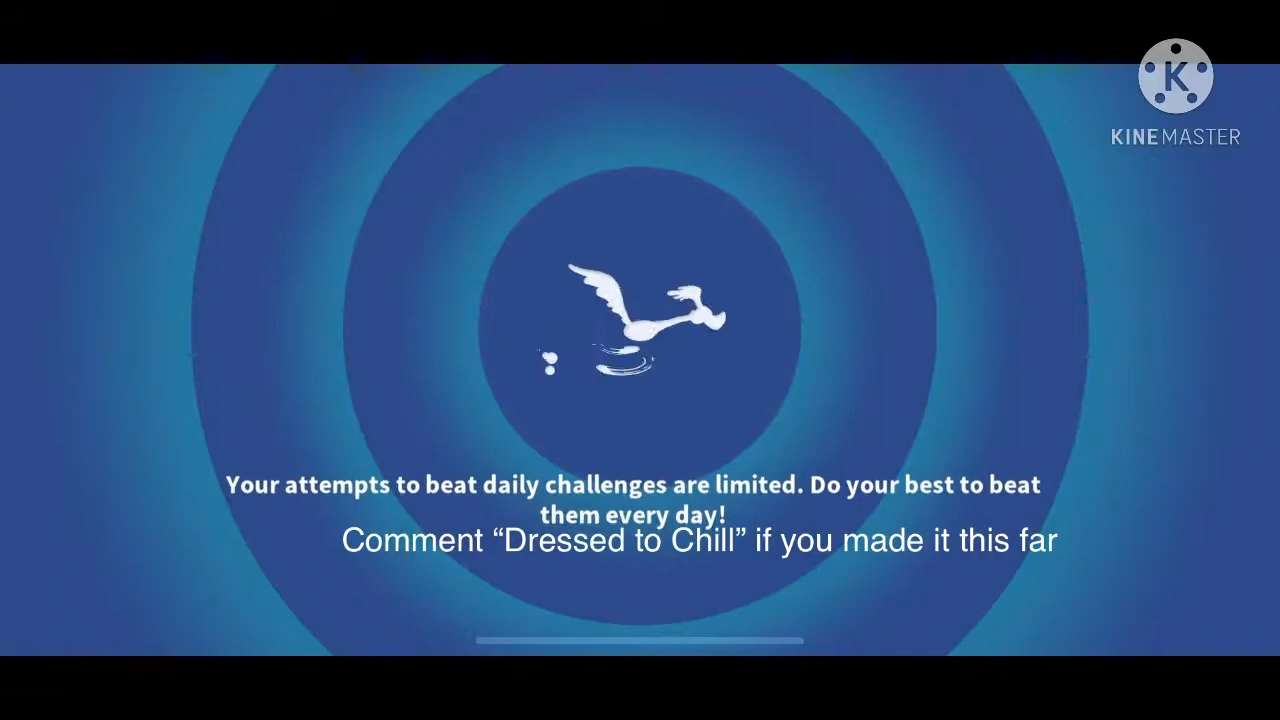 K
KINEMASTER
Your attempts to beat daily challenges are limited. Do your best to beat
them every day!
Comment “Dressed to Chill” if you made it this far